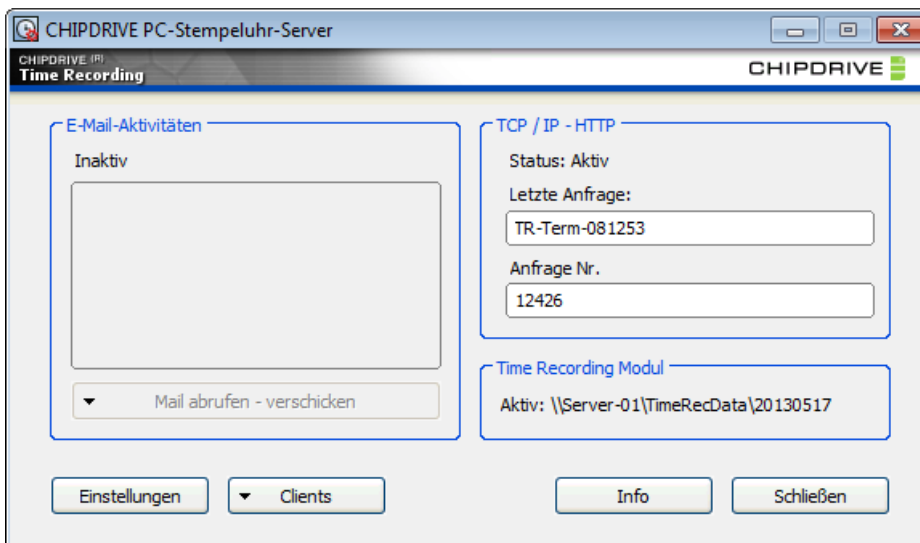 CHIPDRIVE PC-Stempeluhr-Server
CHIPDRIVE (R)
Time Recording
CHIPDRIVE
E-Mail-Aktivitäten
Inaktiv
Mail abrufen - verschicken
TCP / IP - HTTP
Status: Aktiv
Letzte Anfrage:
TR-Term-081253
Anfrage Nr.
12426
Time Recording Modul
Aktiv: \\Server-01\TimeRecData\20130517
Einstellungen
Clients
Info
Schließen